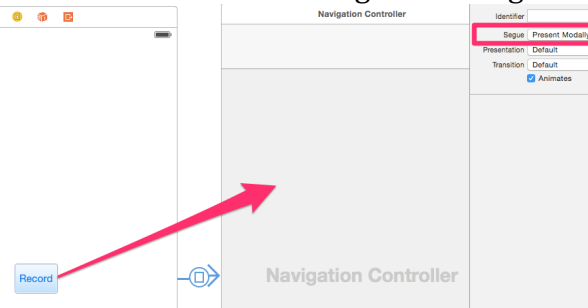 Navigation Controller
Identifier
Segue Present Modally
Presentation Default
Transition Default
Animates
Record
Navigation Controller